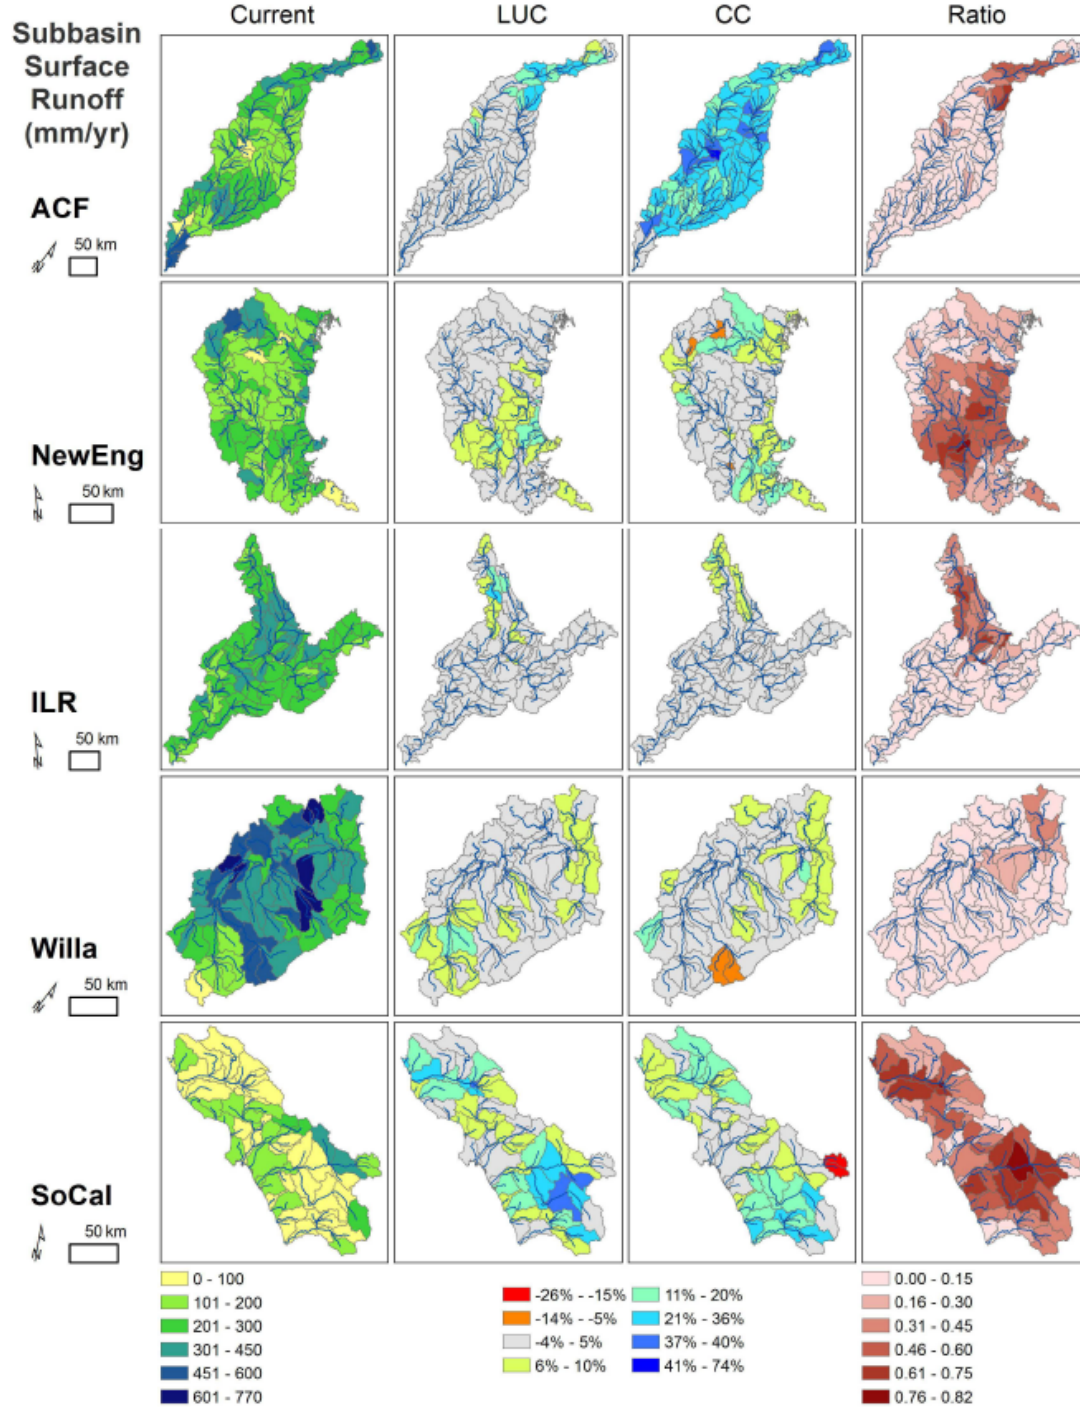 Current LUC CC Ratio
Subbasin
Surface
Runoff
(mm/yr)
ACF
N 50 km
NewEng
N 50 km
ILR
N 50 km
Willa
N 50 km
SoCal
N 50 km
0 - 100
101 - 200
201 - 300
301 - 450
451 - 600
601 - 770
-26% - -15%
-14% - -5%
-4% - 5%
6% - 10%
11% - 20%
21% - 36%
37% - 40%
41% - 74%
0.00 - 0.15
0.16 - 0.30
0.31 - 0.45
0.46 - 0.60
0.61 - 0.75
0.76 - 0.82